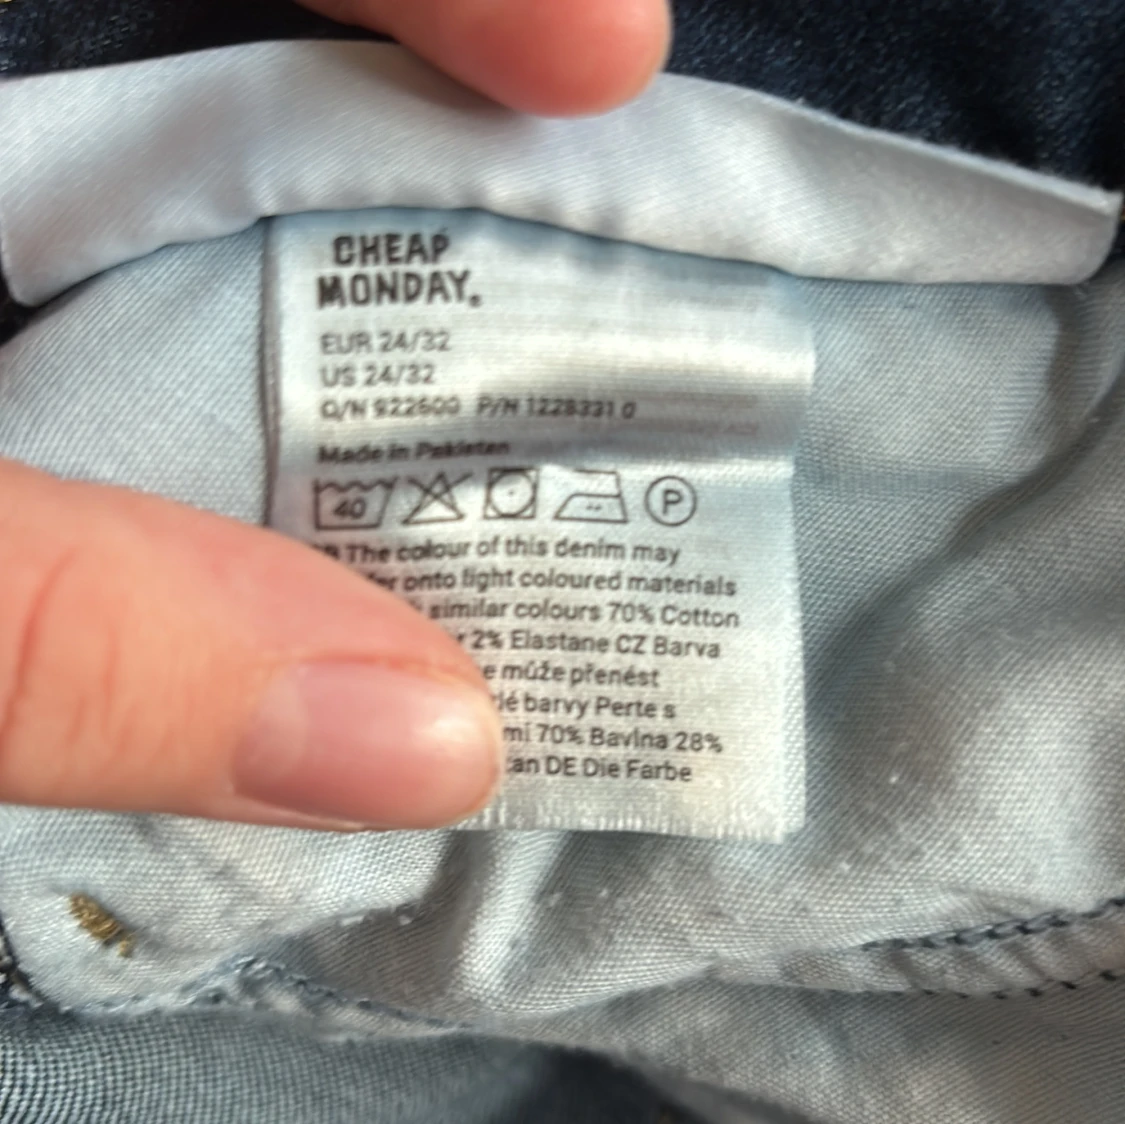 CHEAP
MONDAY.
EUR 24/32
US 24/32
O/N 922600 P/N 1228331 0
Made in Pakistan
40 P
The colour of this denim may
onto light coloured materials
similar colours 70% Cotton
2% Elastane CZ Barva
může přenést
barvy Perte s
70% Bavlna 28%
DE Die Farbe